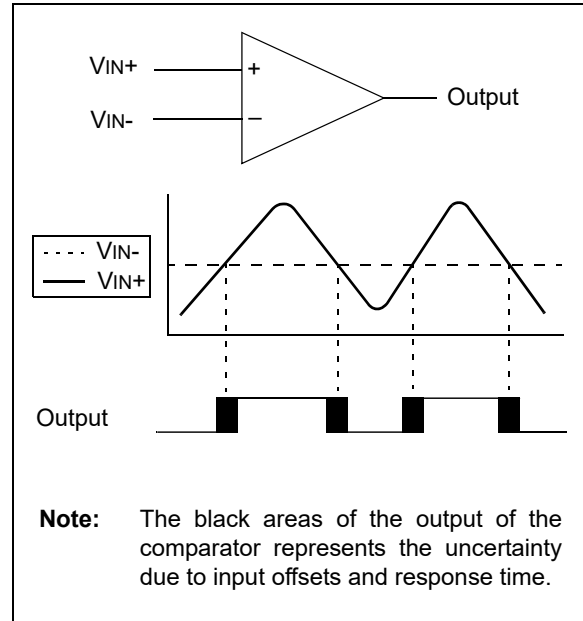 VIN+
+
Output
VIN-
−
VIN-
VIN+
Output
Note: The black areas of the output of the
comparator represents the uncertainty
due to input offsets and response time.